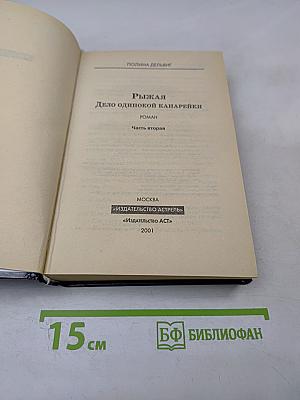 ПОЛИНА ДЕЛЬВИГ
РЫЖАЯ
ДЕЛО ОДИНОКОЙ КАНАРЕЙКИ
РОМАН
Часть вторая
МОСКВА
«ИЗДАТЕЛЬСТВО АСТРЕЛЬ»
«Издательство АСТ»
2001
15 см
БФ БИБЛИОФАН